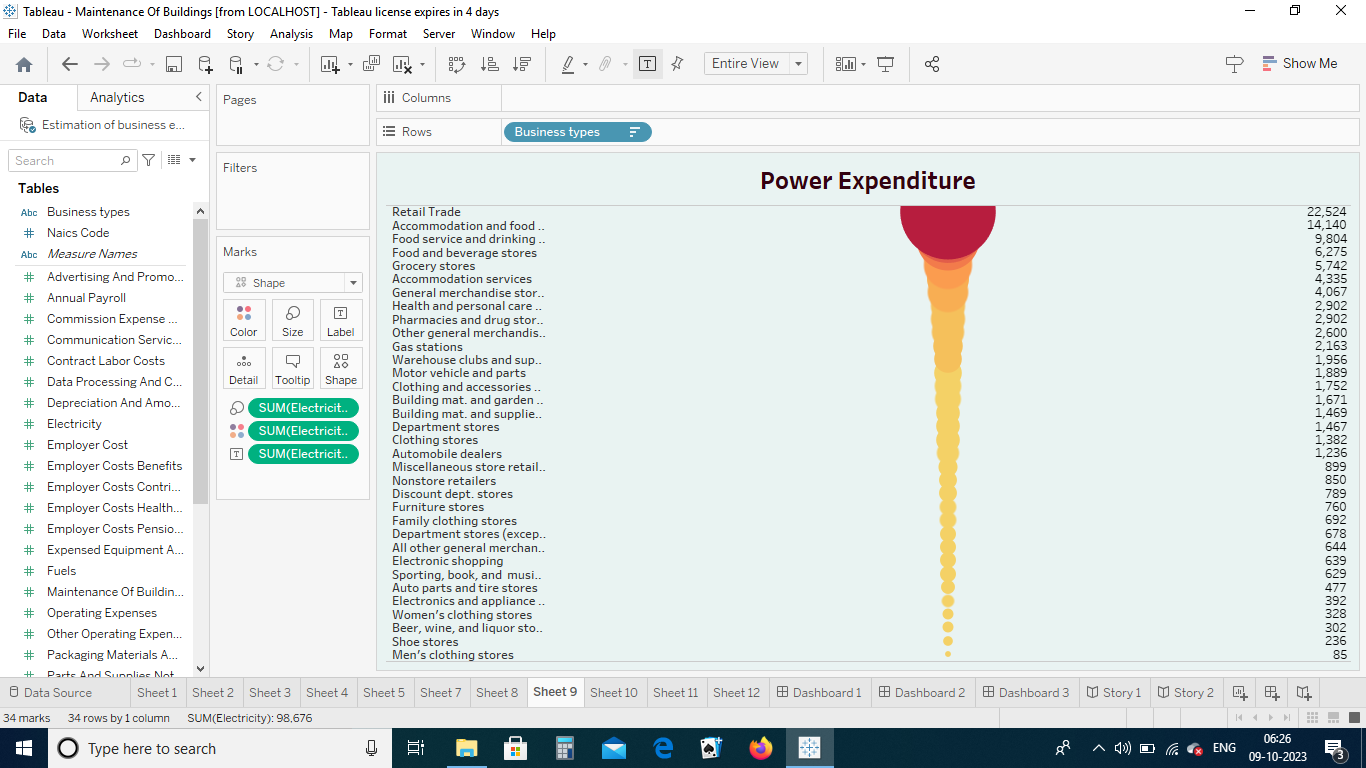 Tableau - Maintenance Of Buildings [from LOCALHOST] - Tableau license expires in 4 days
File Data Worksheet Dashboard Story Analysis Map Format Server Window Help
Entire View
Show Me
Data Analytics
Estimation of business e...
Search
Tables
Abc Business types
# Naics Code
Abc Measure Names
# Advertising And Promo...
# Annual Payroll
# Commission Expense ...
# Communication Servic...
# Contract Labor Costs
# Data Processing And C...
# Depreciation And Amo...
# Electricity
# Employer Cost
# Employer Costs Benefits
# Employer Costs Contri...
# Employer Costs Health...
# Employer Costs Pensio...
# Expensed Equipment A...
# Fuels
# Maintenance Of Buildin...
# Operating Expenses
# Other Operating Expen...
# Packaging Materials A...
Parts And Supplies Not
Pages
Filters
Marks
Shape
Color Size Label
Detail Tooltip Shape
SUM(Electricit..
SUM(Electricit..
SUM(Electricit..
Columns
Rows Business types
Power Expenditure
Retail Trade 22,524
Accommodation and food .. 14,140
Food service and drinking .. 9,804
Food and beverage stores 6,275
Grocery stores 5,742
Accommodation services 4,335
General merchandise stor.. 4,067
Health and personal care .. 2,902
Pharmacies and drug stor.. 2,902
Other general merchandis.. 2,600
Gas stations 2,163
Warehouse clubs and sup.. 1,956
Motor vehicle and parts 1,889
Clothing and accessories .. 1,752
Building mat. and garden .. 1,671
Building mat. and supplie.. 1,469
Department stores 1,467
Clothing stores 1,382
Automobile dealers 1,236
Miscellaneous store retail.. 899
Nonstore retailers 850
Discount dept. stores 789
Furniture stores 760
Family clothing stores 692
Department stores (excep.. 678
All other general merchan.. 644
Electronic shopping 639
Sporting, book, and musi.. 629
Auto parts and tire stores 477
Electronics and appliance .. 392
Women's clothing stores 328
Beer, wine, and liquor sto.. 302
Shoe stores 236
Men's clothing stores 85
Data Source Sheet 1 Sheet 2 Sheet 3 Sheet 4 Sheet 5 Sheet 7 Sheet 8 Sheet 9 Sheet 10 Sheet 11 Sheet 12 Dashboard 1 Dashboard 2 Dashboard 3 Story 1 Story 2
34 marks 34 rows by 1 column SUM(Electricity): 98,676
Type here to search
ENG
06:26
09-10-2023
3